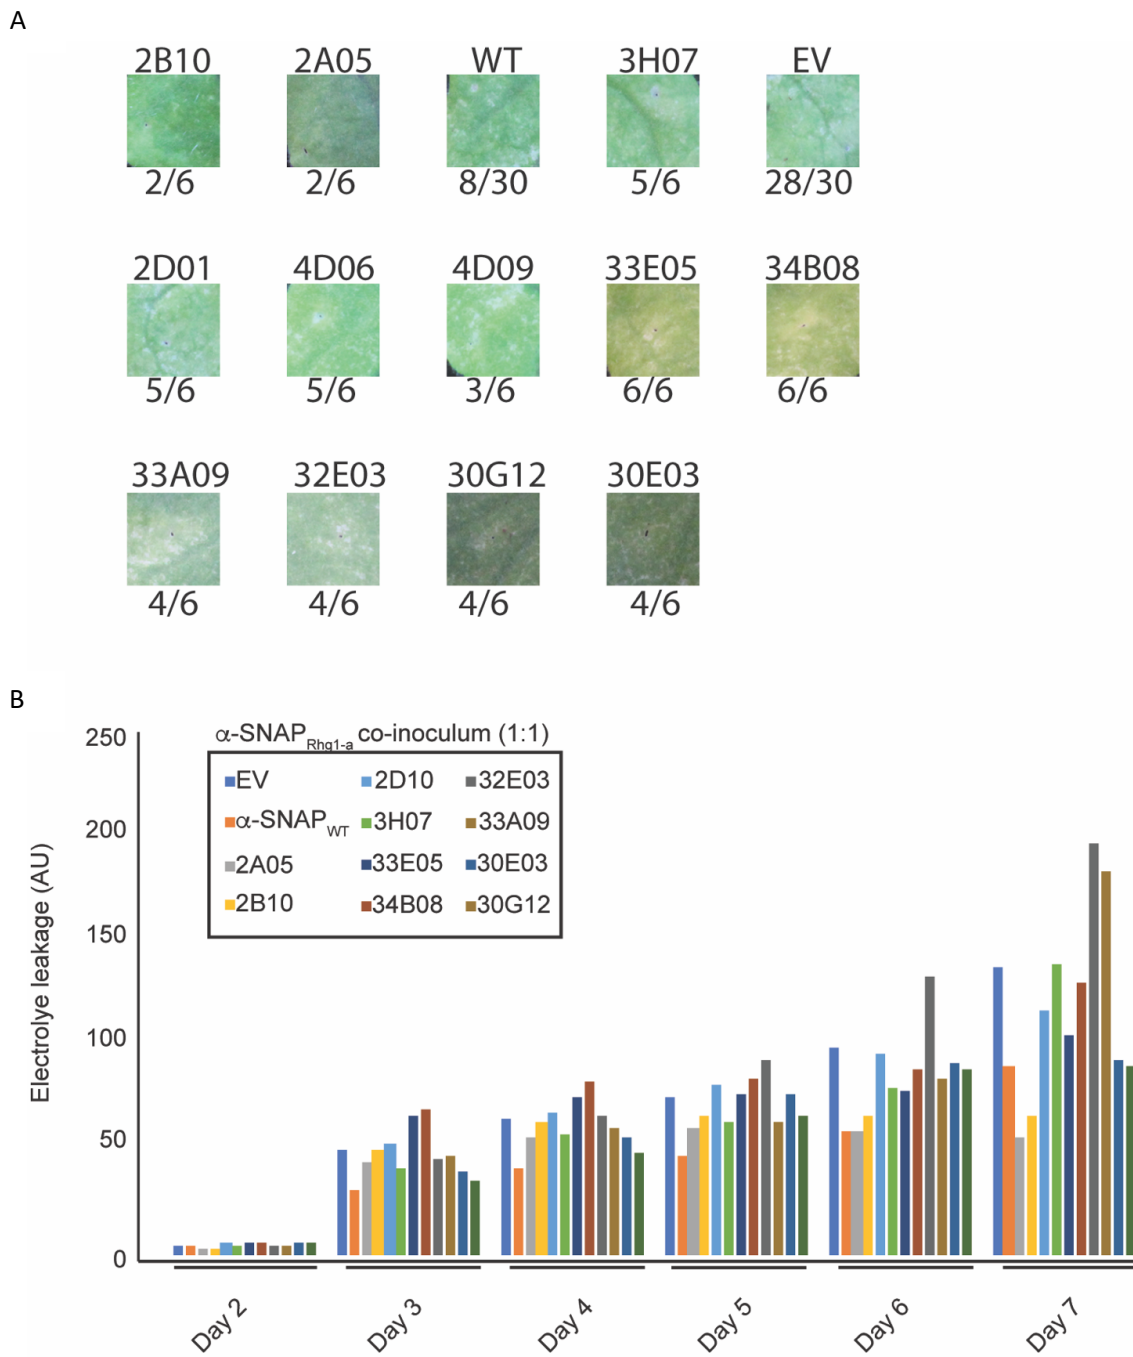 A
2B10 2A05 WT 3H07 EV
2/6 2/6 8/30 5/6 28/30
2D01 4D06 4D09 33E05 34B08
5/6 5/6 3/6 6/6 6/6
33A09 32E03 30G12 30E03
4/6 4/6 4/6 4/6
B
α-SNAP Rhg1-a co-inoculum (1:1)
EV 2D10 32E03
α-SNAP WT 3H07 33A09
2A05 33E05 30E03
2B10 34B08 30G12
Electrolye leakage (AU)
250
200
150
100
50
0
Day 2 Day 3 Day 4 Day 5 Day 6 Day 7